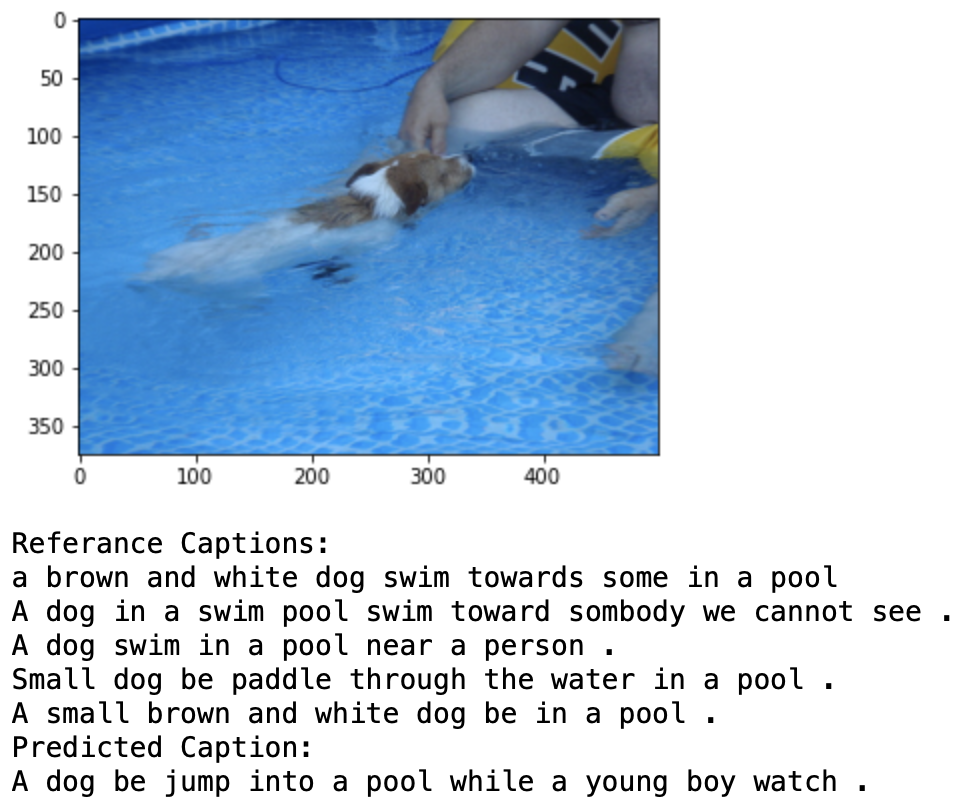 0
50
100
150
200
250
300
350
0 100 200 300 400
Referance Captions:
a brown and white dog swim towards some in a pool
A dog in a swim pool swim toward sombody we cannot see .
A dog swim in a pool near a person .
Small dog be paddle through the water in a pool .
A small brown and white dog be in a pool .
Predicted Caption:
A dog be jump into a pool while a young boy watch .